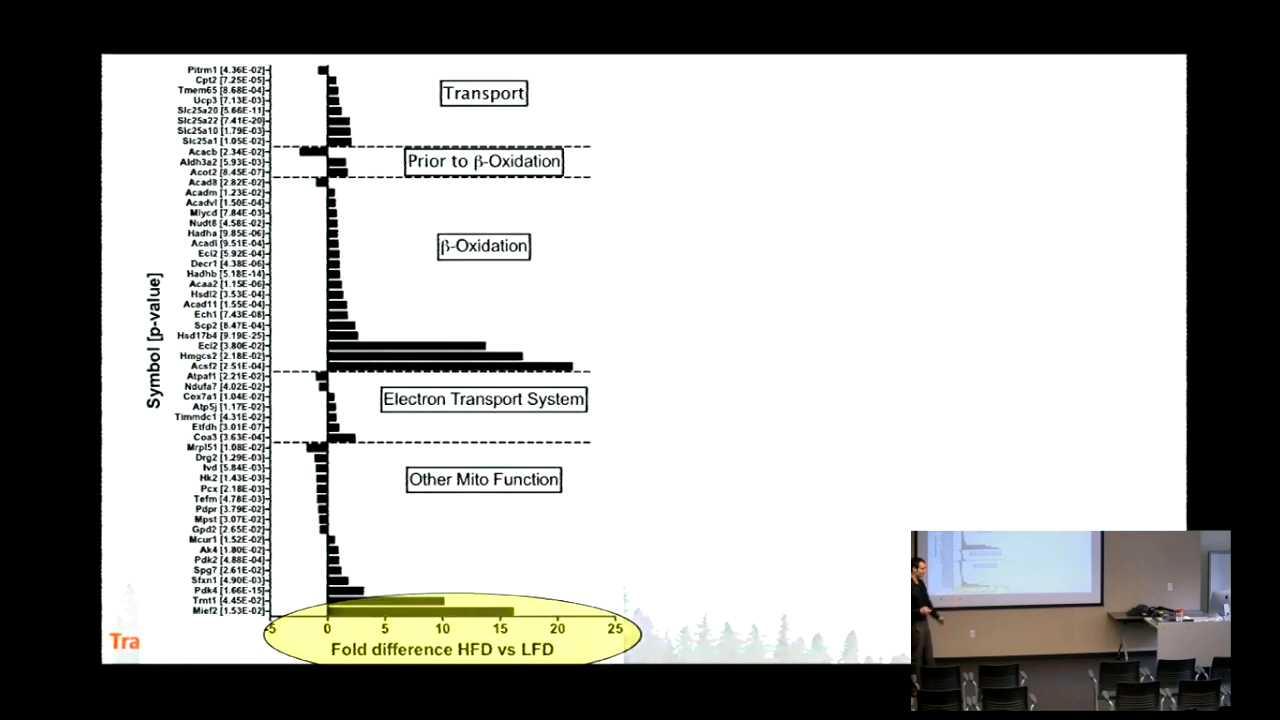 Pitrm1 [4.36E-02]
Cpt2 [7.25E-05]
Tmem65 [8.68E-04]
Ucp3 [7.13E-03]
Slc25a20 [5.66E-11]
Slc25a22 [7.41E-20]
Slc25a10 [1.79E-03]
Slc25a1 [1.05E-02]
Transport
Acacb [2.34E-02]
Aldh3a2 [5.93E-03]
Acot2 [8.45E-07]
Prior to β-Oxidation
Acad8 [2.82E-02]
Acadm [1.23E-02]
Acadvl [1.50E-04]
Mlycd [7.84E-03]
Nudt8 [4.58E-02]
Hadha [9.85E-06]
Acadl [9.51E-04]
Eci2 [5.92E-04]
Decr1 [4.38E-06]
Hadhb [5.18E-14]
Acaa2 [1.15E-06]
Hsdl2 [3.53E-04]
Acad11 [1.55E-04]
Ech1 [7.43E-08]
Scp2 [8.47E-04]
Hsd17b4 [9.19E-25]
Eci2 [3.80E-02]
Hmgcs2 [2.18E-02]
Acsf2 [2.51E-04]
β-Oxidation
Atpaf1 [2.21E-02]
Ndufa7 [4.02E-02]
Cox7a1 [1.04E-02]
Atp5j [1.17E-02]
Timmdc1 [4.31E-02]
Etfdh [3.01E-07]
Coa3 [3.63E-04]
Electron Transport System
Mrpl51 [1.08E-02]
Drg2 [1.29E-03]
Ivd [5.84E-03]
Hk2 [1.43E-03]
Pcx [2.18E-03]
Tefm [4.78E-03]
Pdpr [3.79E-02]
Mpst [3.07E-02]
Gpd2 [2.65E-02]
Mcur1 [1.52E-02]
Ak4 [1.80E-02]
Pdk2 [4.88E-04]
Spg7 [2.61E-02]
Sfxn1 [4.90E-03]
Pdk4 [1.66E-15]
Trnt1 [4.45E-02]
Mief2 [1.53E-02]
Other Mito Function
Symbol [p-value]
-5 0 5 10 15 20 25
Fold difference HFD vs LFD
Tra